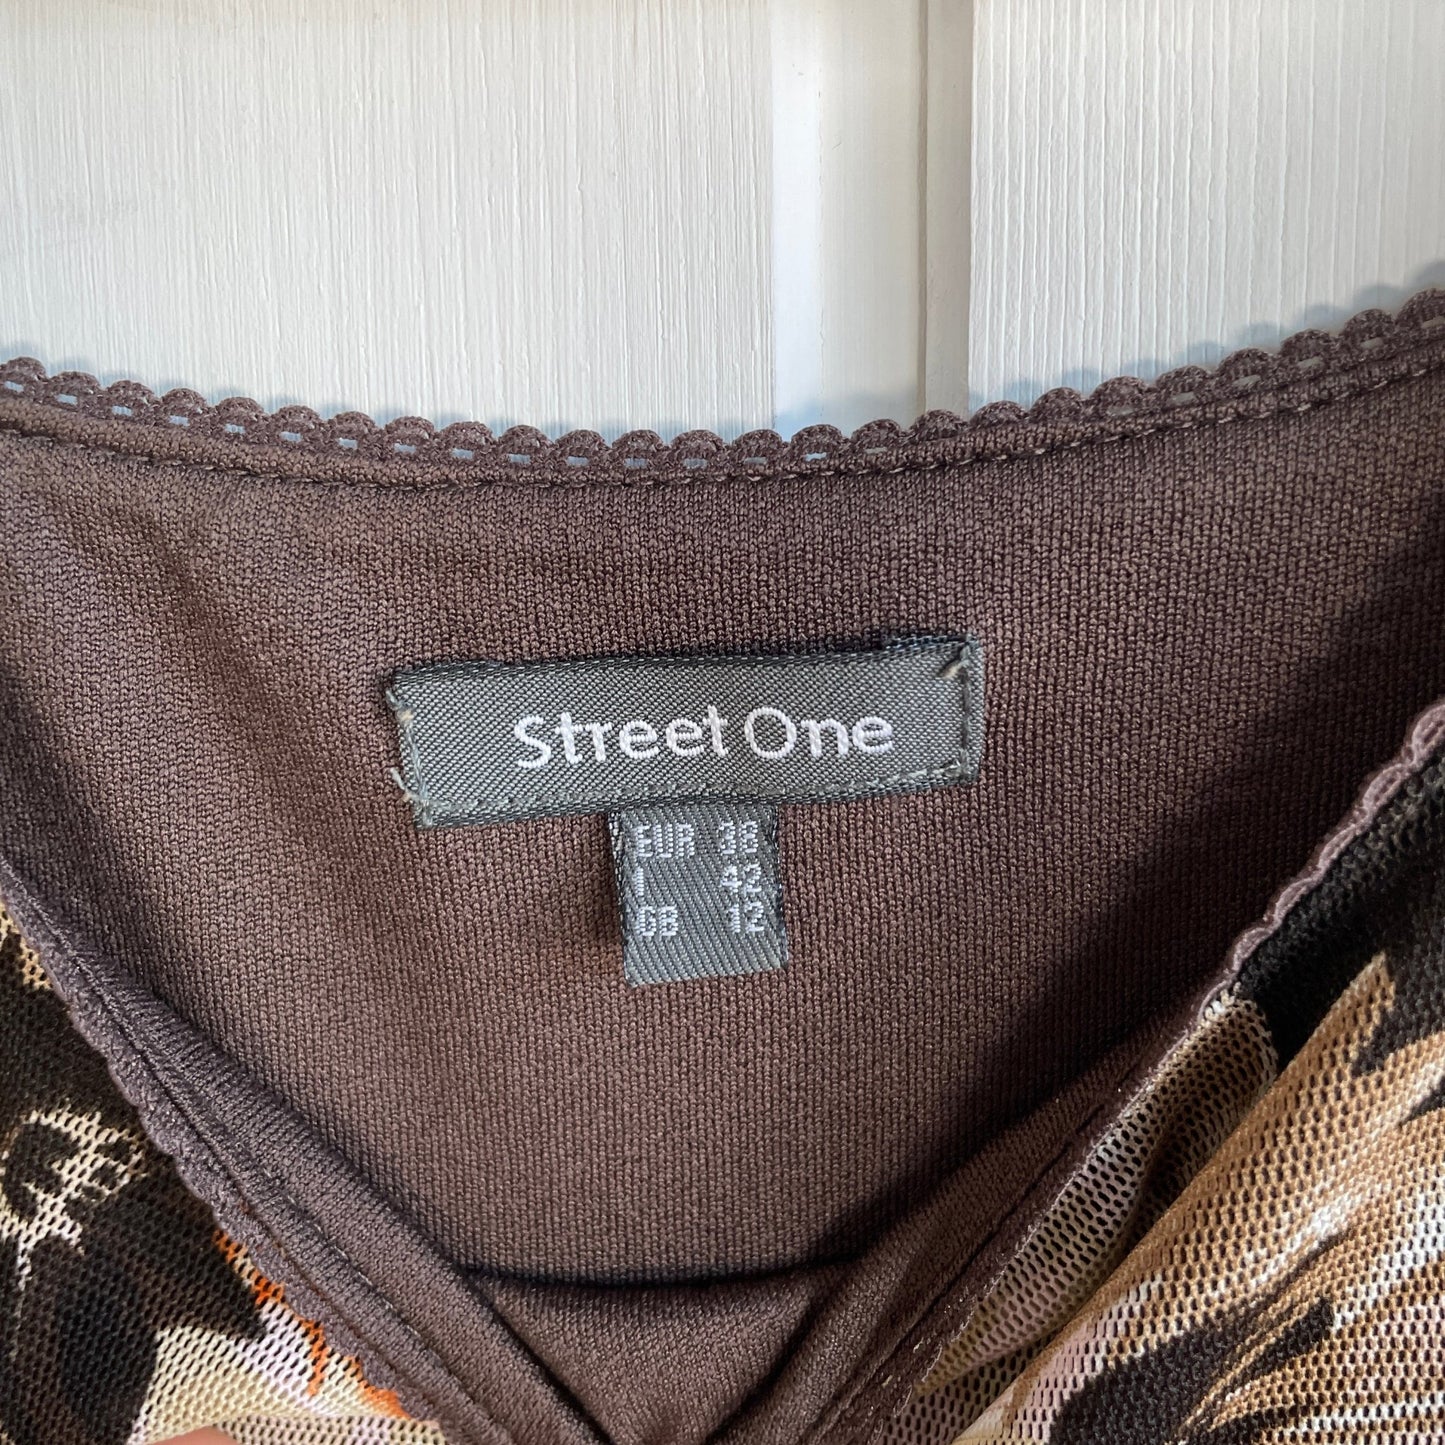 Street One
EUR 38
I 42
GB 12